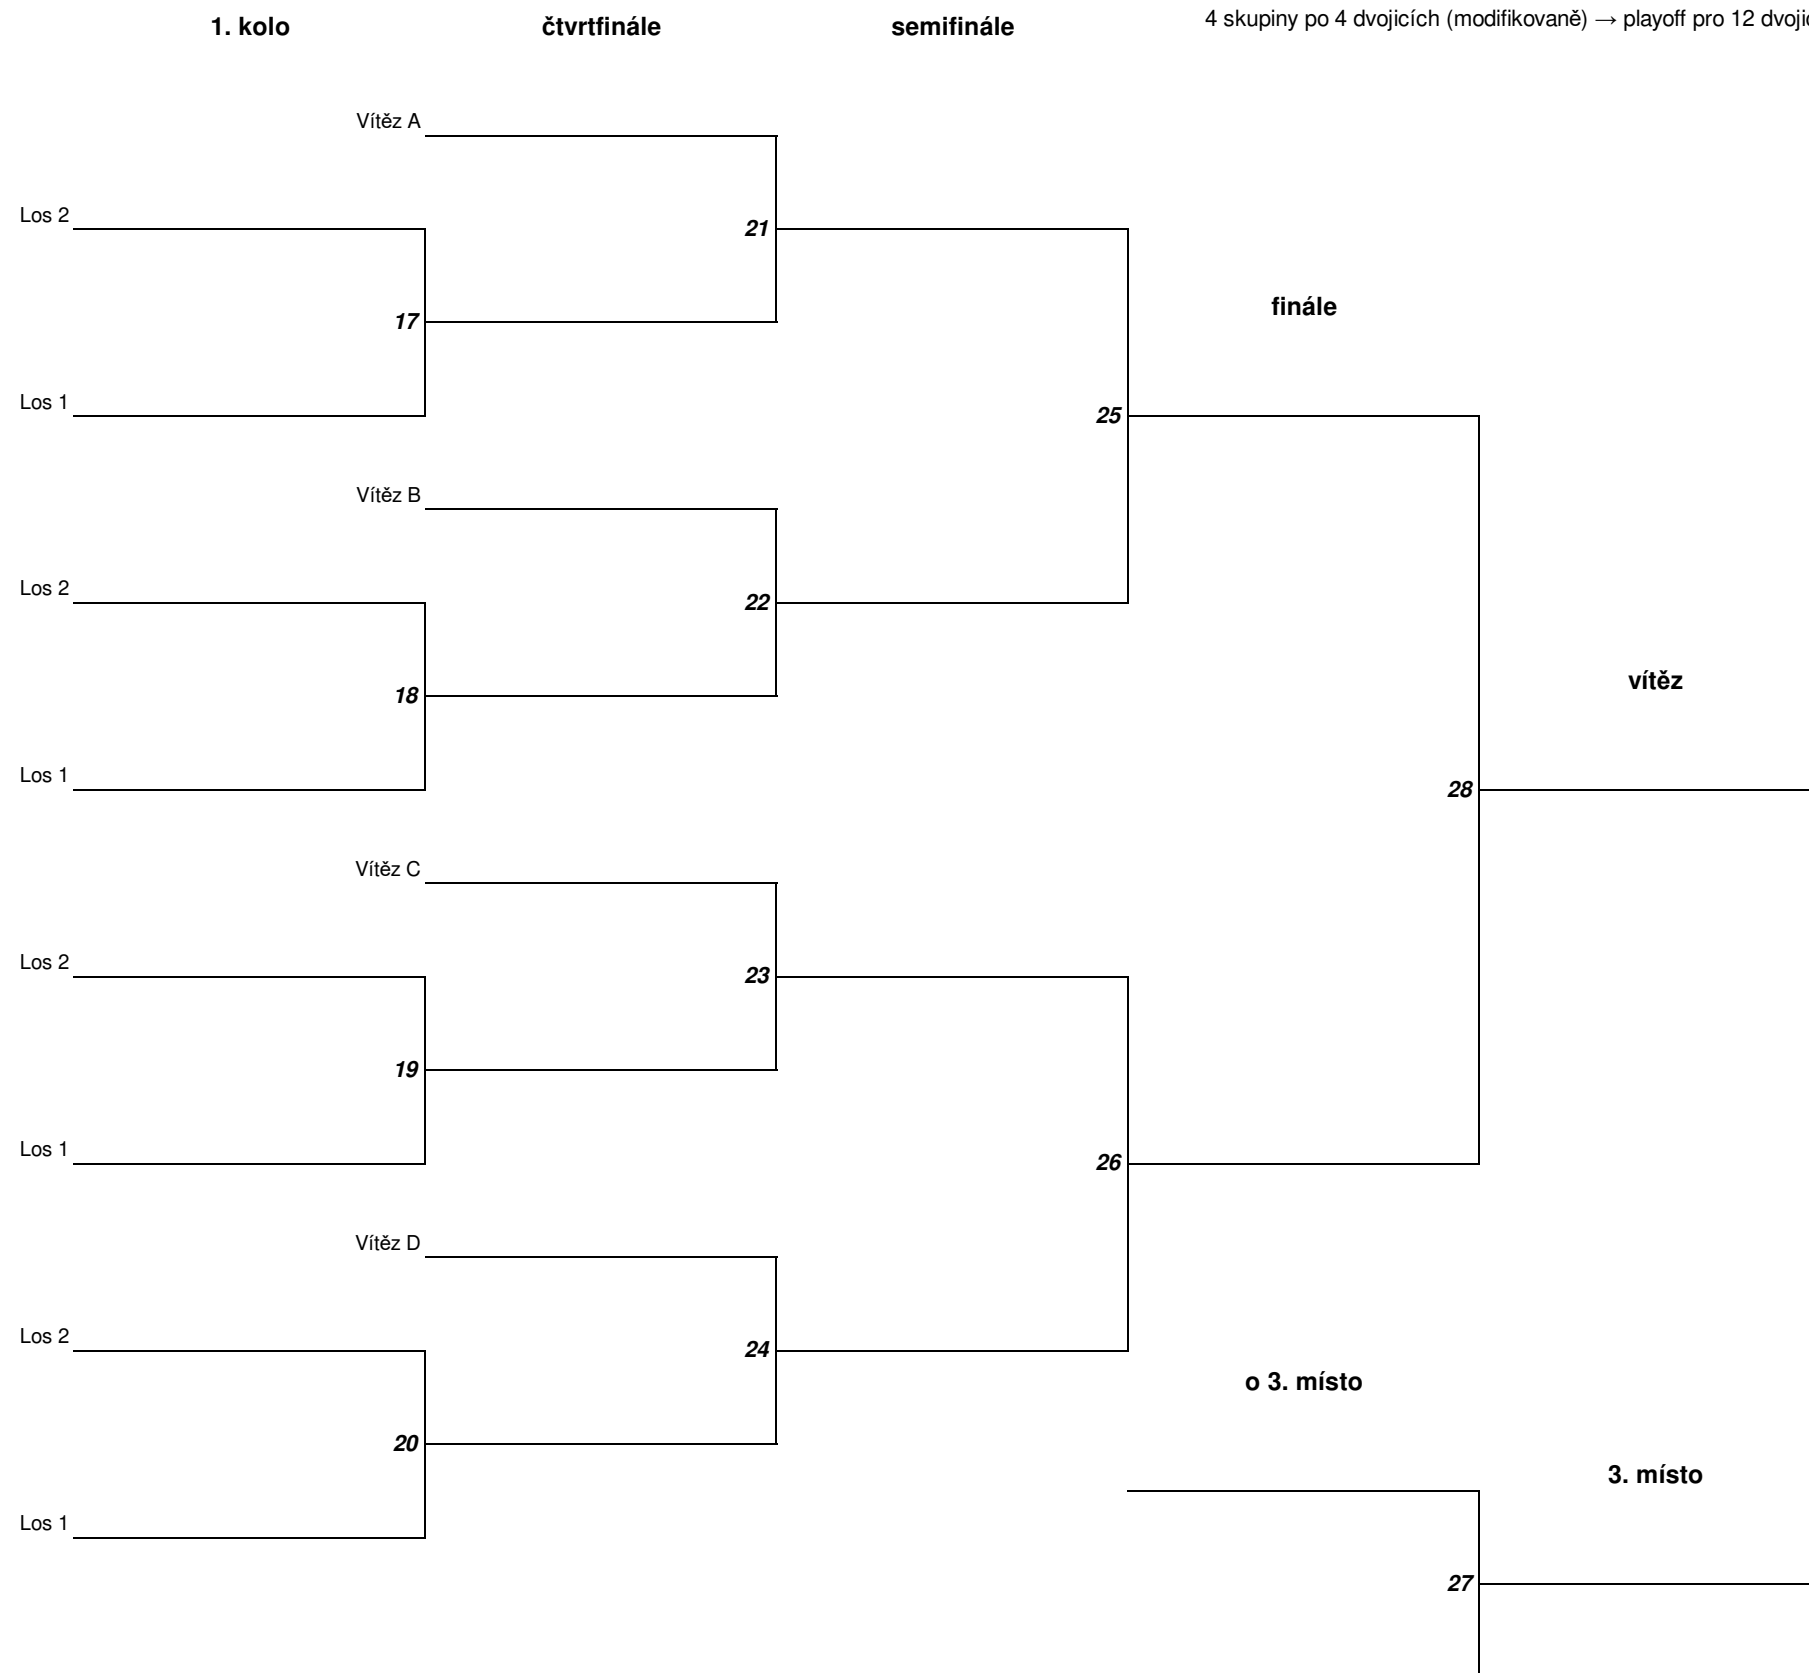 1. kolo čtvrtfinále semifinále 4 skupiny po 4 dvojicích (modifikovaně) → playoff pro 12
Vítěz A
Los 2
21
finále
17
Los 1
25
Vítěz B
Los 2
22
vítěz
18
Los 1
28
Vítěz C
Los 2
23
19
Los 1
26
Vítěz D
Los 2
24
o 3. místo
20
3. místo
Los 1
27